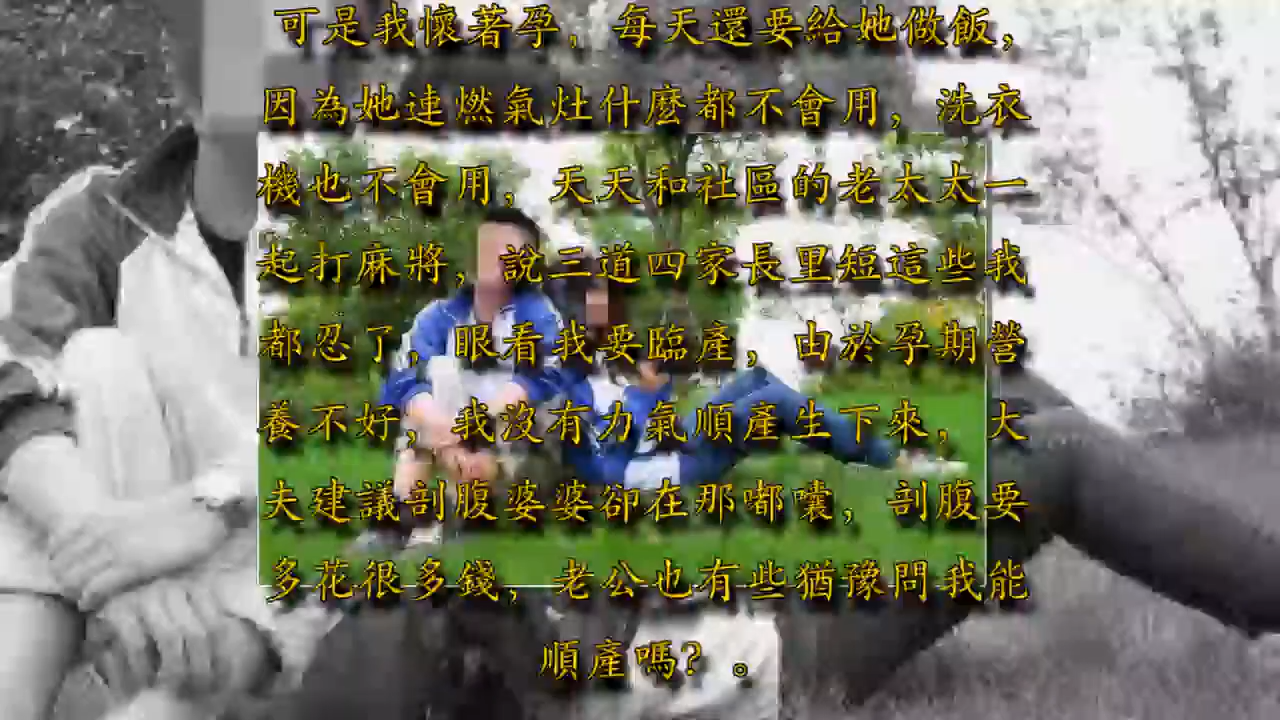 可是我懷著孕，每天還要給她做飯，
因為她連燃氣灶什麼都不會用，洗衣
機也不會用，天天和社區的老太太一
起打麻將，說三道四家長里短這些我
都忍了，眼看我要臨產，由於孕期營
養不好，我沒有力氣順產生下來，大
夫建議剖腹婆婆卻在那嘟囔，剖腹要
多花很多錢，老公也有些猶豫問我能
順產嗎？。